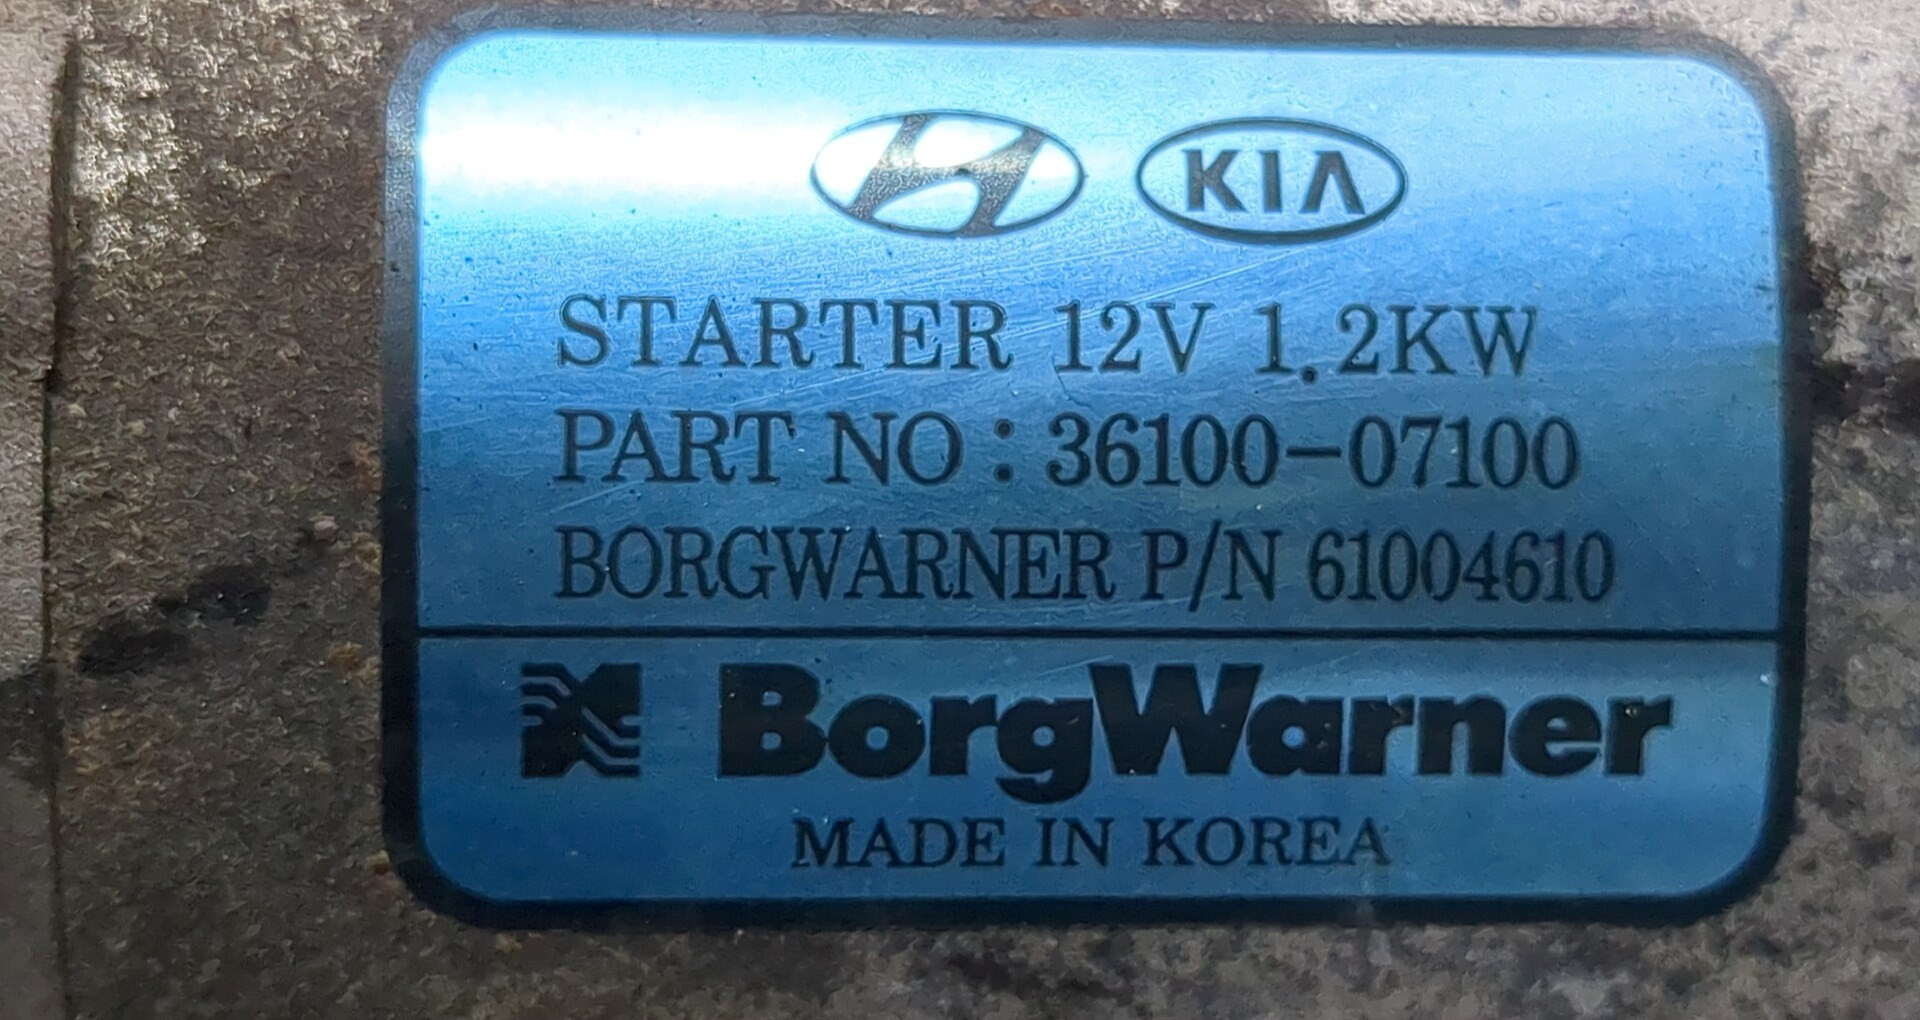 KIA
STARTER 12V 1.2KW
PART NO : 36100-07100
BORGWARNER P/N 61004610
BorgWarner
MADE IN KOREA